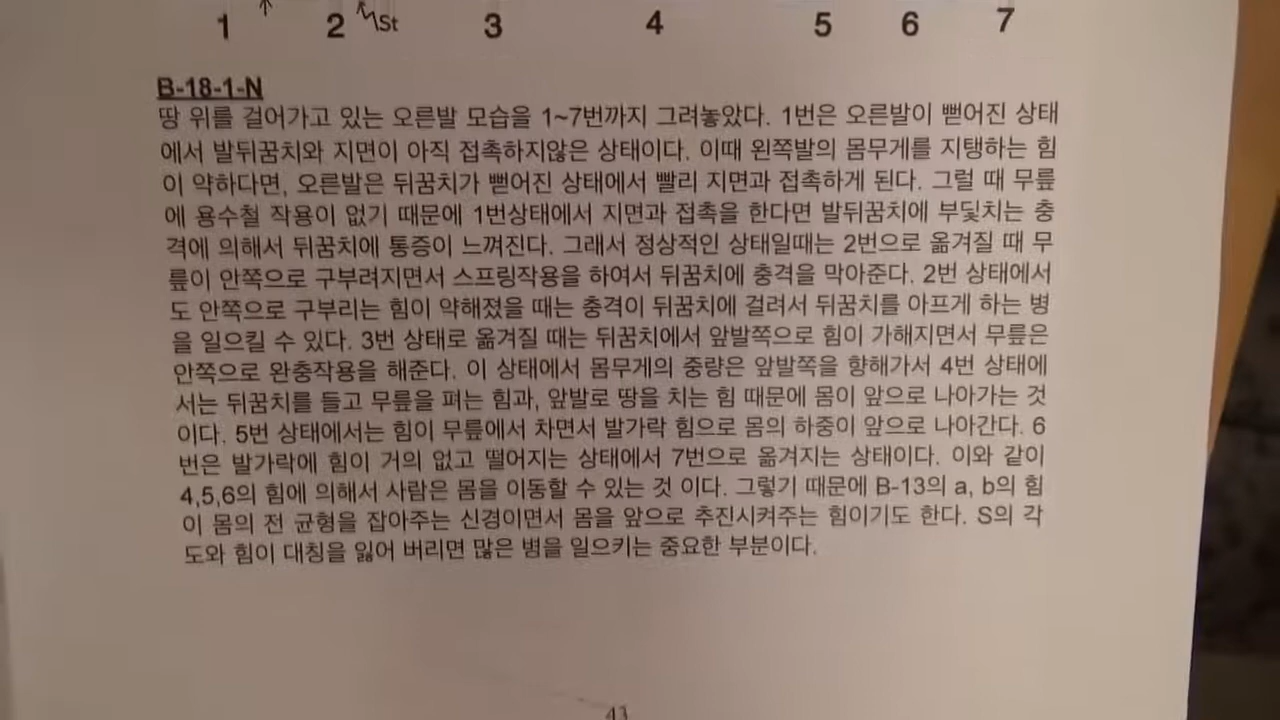 1 2 St 3 4 5 6 7
B-18-1-N
땅 위를 걸어가고 있는 오른발 모습을 1~7번까지 그려놓았다. 1번은 오른발이 뻗어진 상태
에서 발뒤꿈치와 지면이 아직 접촉하지않은 상태이다. 이때 왼쪽발의 몸무게를 지탱하는 힘
이 약하다면, 오른발은 뒤꿈치가 뻗어진 상태에서 빨리 지면과 접촉하게 된다. 그럴 때 무릎
에 용수철 작용이 없기 때문에 1번상태에서 지면과 접촉을 한다면 발뒤꿈치에 부딫치는 충
격에 의해서 뒤꿈치에 통증이 느껴진다. 그래서 정상적인 상태일때는 2번으로 옮겨질 때 무
릎이 안쪽으로 구부려지면서 스프링작용을 하여서 뒤꿈치에 충격을 막아준다. 2번 상태에서
도 안쪽으로 구부리는 힘이 약해졌을 때는 충격이 뒤꿈치에 걸려서 뒤꿈치를 아프게 하는 병
을 일으킬 수 있다. 3번 상태로 옮겨질 때는 뒤꿈치에서 앞발쪽으로 힘이 가해지면서 무릎은
안쪽으로 완충작용을 해준다. 이 상태에서 몸무게의 중량은 앞발쪽을 향해가서 4번 상태에
서는 뒤꿈치를 들고 무릎을 펴는 힘과, 앞발로 땅을 치는 힘 때문에 몸이 앞으로 나아가는 것
이다. 5번 상태에서는 힘이 무릎에서 차면서 발가락 힘으로 몸의 하중이 앞으로 나아간다. 6
번은 발가락에 힘이 거의 없고 떨어지는 상태에서 7번으로 옮겨지는 상태이다. 이와 같이
4,5,6의 힘에 의해서 사람은 몸을 이동할 수 있는 것 이다. 그렇기 때문에 B-13의 a, b의 힘
이 몸의 전 균형을 잡아주는 신경이면서 몸을 앞으로 추진시켜주는 힘이기도 한다. S의 각
도와 힘이 대칭을 잃어 버리면 많은 병을 일으키는 중요한 부분이다.
43